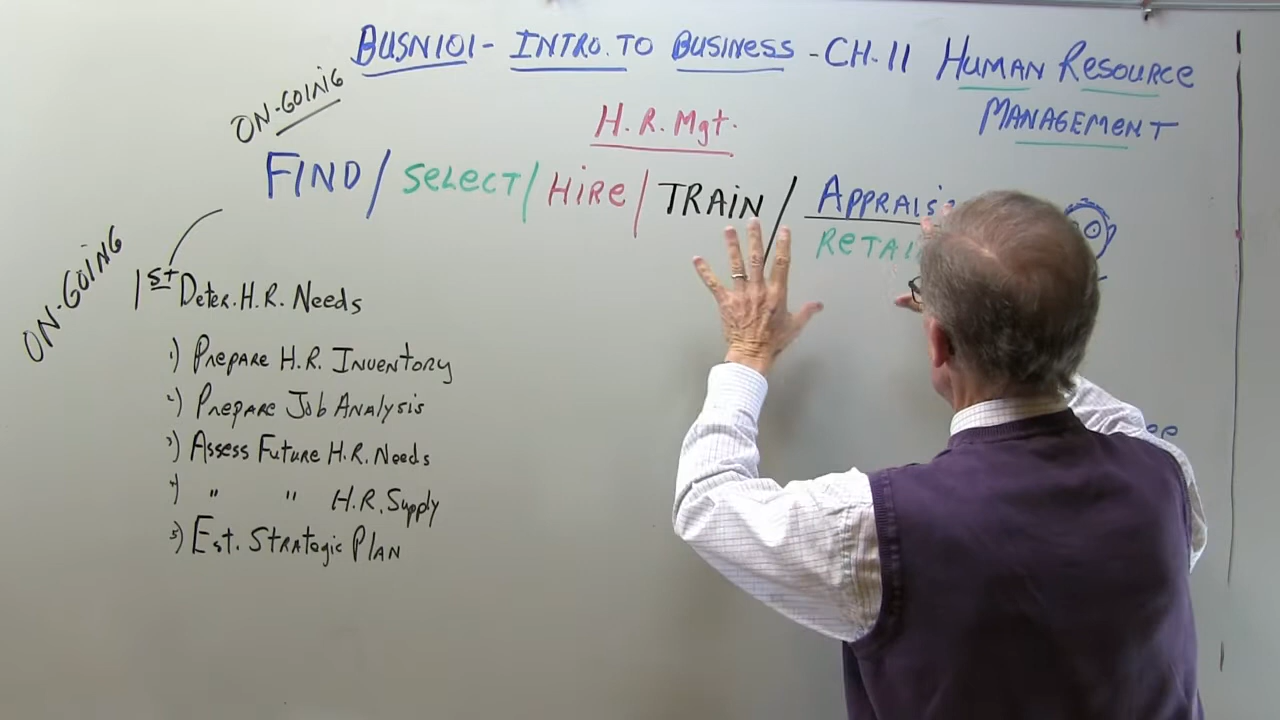 BUSN101- INTRO. TO BUSINESS - CH. 11 HUMAN RESOURCE
MANAGEMENT
ON-GOING
H. R. Mgt.
FIND / SELECT / HIRE / TRAIN / APPRAIS
RETAI
ON-GOING
1st DETER. H.R. NEEDS
1) PREPARE H.R. INVENTORY
2) PREPARE JOB ANALYSIS
3) ASSESS FUTURE H.R. NEEDS
4) " " H.R. Supply
5) EST. STRATEGIC PLAN